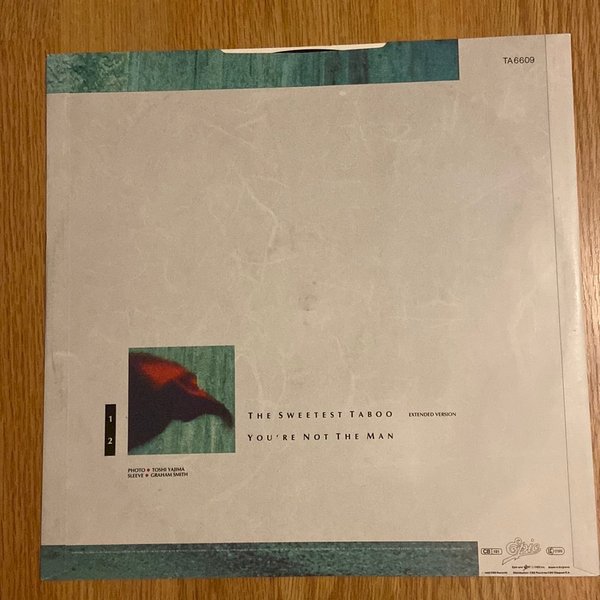 TA 6609
1 THE SWEETEST TABOO EXTENDED VERSION
2 YOU'RE NOT THE MAN
PHOTO • TOSHI YAJIMA
SLEEVE • GRAHAM SMITH
CB Epic